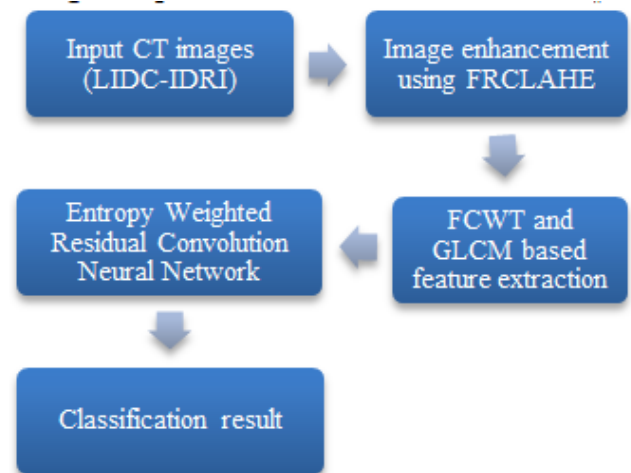 Input CT images
(LIDC-IDRI)
Image enhancement
using FRCLAHE
FCWT and
GLCM based
feature extraction
Entropy Weighted
Residual Convolution
Neural Network
Classification result